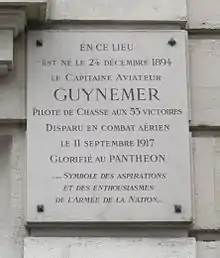 EN CE LIEU
EST NÉ LE 24 DÉCEMBRE 1894
LE CAPITAINE AVIATEUR
GUYNEMER
PILOTE DE CHASSE AUX 53 VICTOIRES
DISPARU EN COMBAT AÉRIEN
LE 11 SEPTEMBRE 1917
GLORIFIÉ AU PANTHEON
... SYMBOLE DES ASPIRATIONS
ET DES ENTHOUSIASMES
DE L'ARMÉE DE LA NATION...